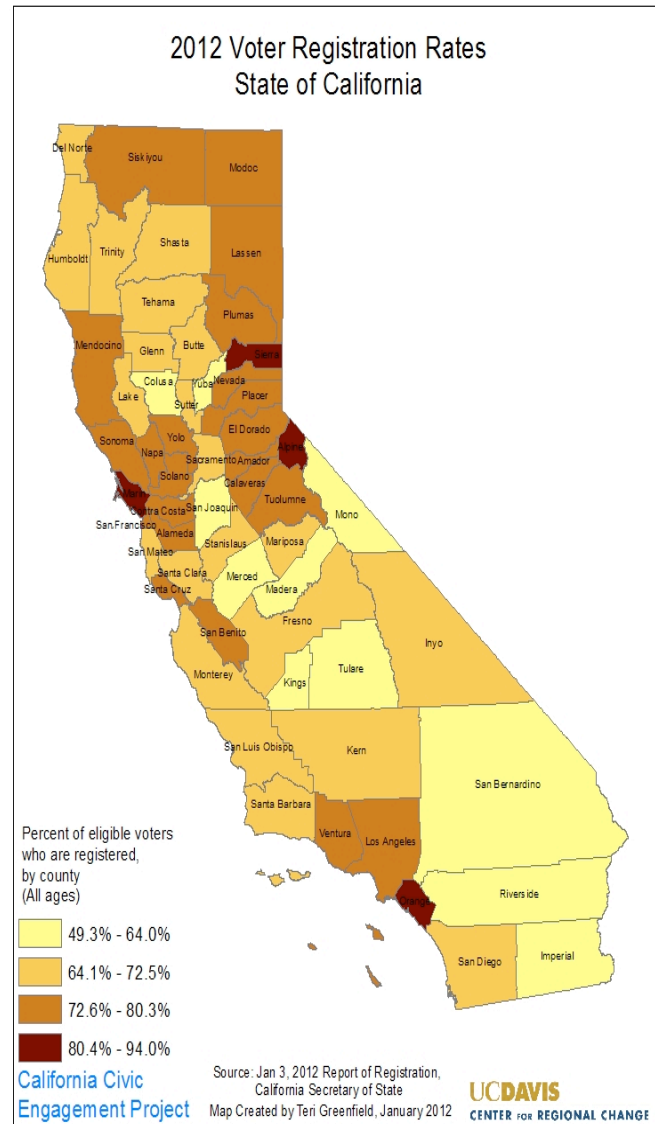 2012 Voter Registration Rates
State of California
Del Norte
Siskiyou
Modoc
Humboldt
Trinity
Shasta
Lassen
Tehama
Plumas
Mendocino
Glenn
Butte
Sierra
Colusa
Yuba
Nevada
Lake
Sutter
Placer
El Dorado
Sonoma
Napa
Yolo
Sacramento
Amador
Alpine
Solano
Calaveras
Tuolumne
Marin
Contra Costa
San Joaquin
Mono
San Francisco
Alameda
Stanislaus
Mariposa
San Mateo
Santa Clara
Merced
Madera
Santa Cruz
Fresno
San Benito
Inyo
Monterey
Kings
Tulare
San Luis Obispo
Kern
San Bernardino
Santa Barbara
Ventura
Los Angeles
Orange
Riverside
San Diego
Imperial
Percent of eligible voters
who are registered,
by county
(All ages)
49.3% - 64.0%
64.1% - 72.5%
72.6% - 80.3%
80.4% - 94.0%
California Civic
Engagement Project
Source: Jan 3, 2012 Report of Registration,
California Secretary of State
Map Created by Teri Greenfield, January 2012
UCDAVIS
CENTER FOR REGIONAL CHANGE